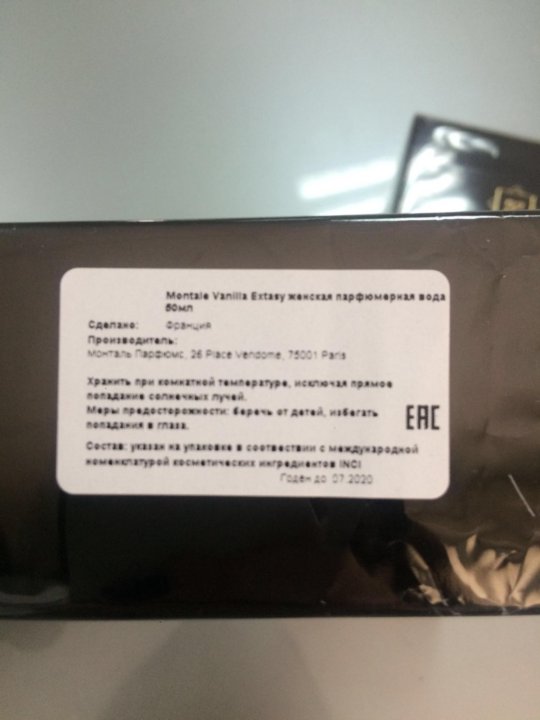 Montale Vanilla Extasy женская парфюмерная вода
50мл
Сделано: Франция
Производитель:
Монталь Парфюмс, 26 Place Vendome, 75001 Paris
Хранить при комнатной температуре, исключая прямое
попадание солнечных лучей.
Меры предосторожности: беречь от детей, избегать
попадания в глаза.
EAC
Состав: указан на упаковке в соотвествии с международной
номенклатурой косметических ингредиентов INCI
Годен до 07.2020